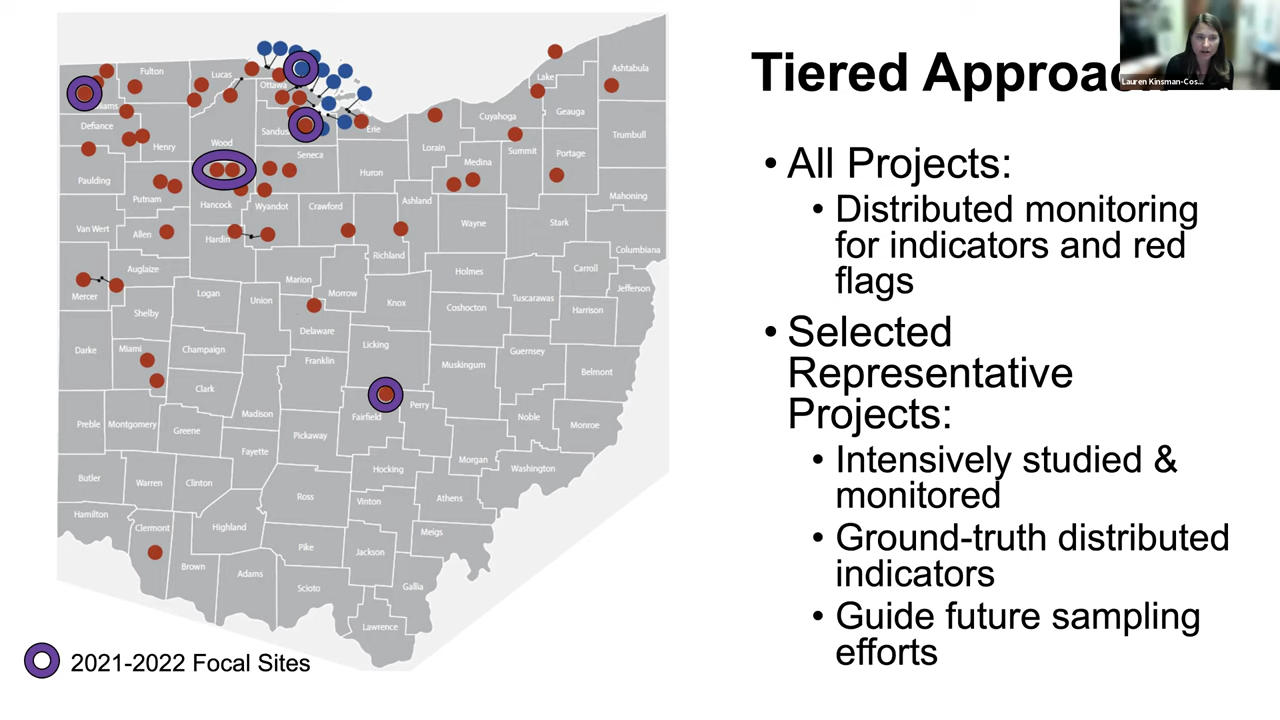 Tiered Approac
Lauren Kinsman-Cos...
• All Projects:
• Distributed monitoring
for indicators and red
flags
• Selected
Representative
Projects:
• Intensively studied &
monitored
• Ground-truth distributed
indicators
• Guide future sampling
efforts
Fulton
Lucas
Ottawa
Lake
Ashtabula
ams
Geauga
Defiance
Henry
Wood
Sandus
Erie
Lorain
Cuyahoga
Trumbull
Seneca
Huron
Medina
Summit
Portage
Paulding
Putnam
Hancock
Wyandot
Crawford
Ashland
Wayne
Stark
Mahoning
Van Wert
Allen
Hardin
Richland
Columbiana
Mercer
Auglaize
Marion
Morrow
Holmes
Carroll
Jefferson
Logan
Union
Knox
Coshocton
Tuscarawas
Harrison
Shelby
Delaware
Darke
Miami
Champaign
Franklin
Licking
Muskingum
Guernsey
Belmont
Clark
Madison
Fairfield
Perry
Noble
Monroe
Preble
Montgomery
Greene
Pickaway
Fayette
Morgan
Washington
Hocking
Butler
Warren
Clinton
Ross
Vinton
Athens
Hamilton
Clermont
Highland
Meigs
Pike
Jackson
Brown
Adams
Scioto
Gallia
Lawrence
2021-2022 Focal Sites